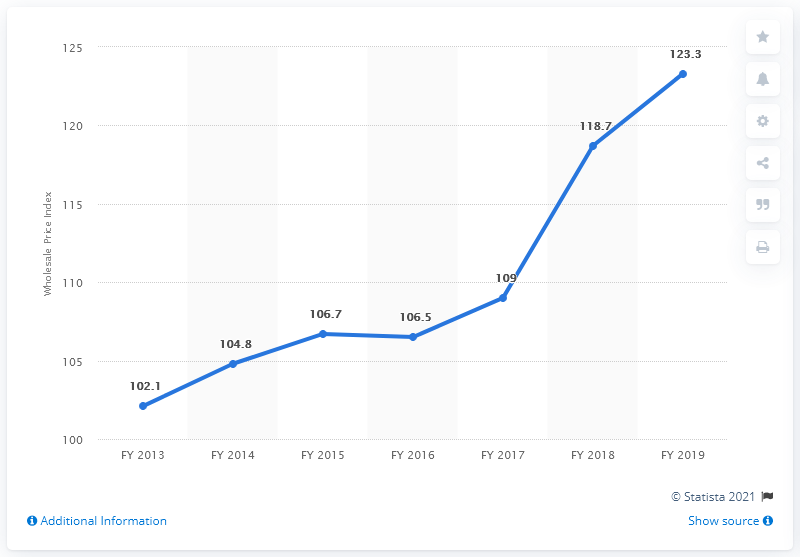 125
123.3
120
118.7
115
Wholesale Price Index
110
109
106.7
106.5
105
104.8
102.1
100
FY 2013 FY 2014 FY 2015 FY 2016 FY 2017 FY 2018 FY 2019
© Statista 2021
Additional Information
Show source